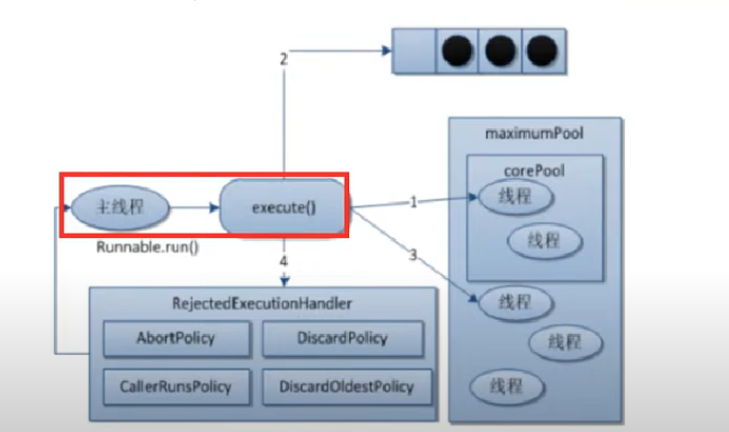 2
maximumPool
corePool
主线程
execute()
1
线程
线程
Runnable.run()
4
3
RejectedExecutionHandler
线程
AbortPolicy
DiscardPolicy
线程
CallerRunsPolicy
DiscardOldestPolicy
线程